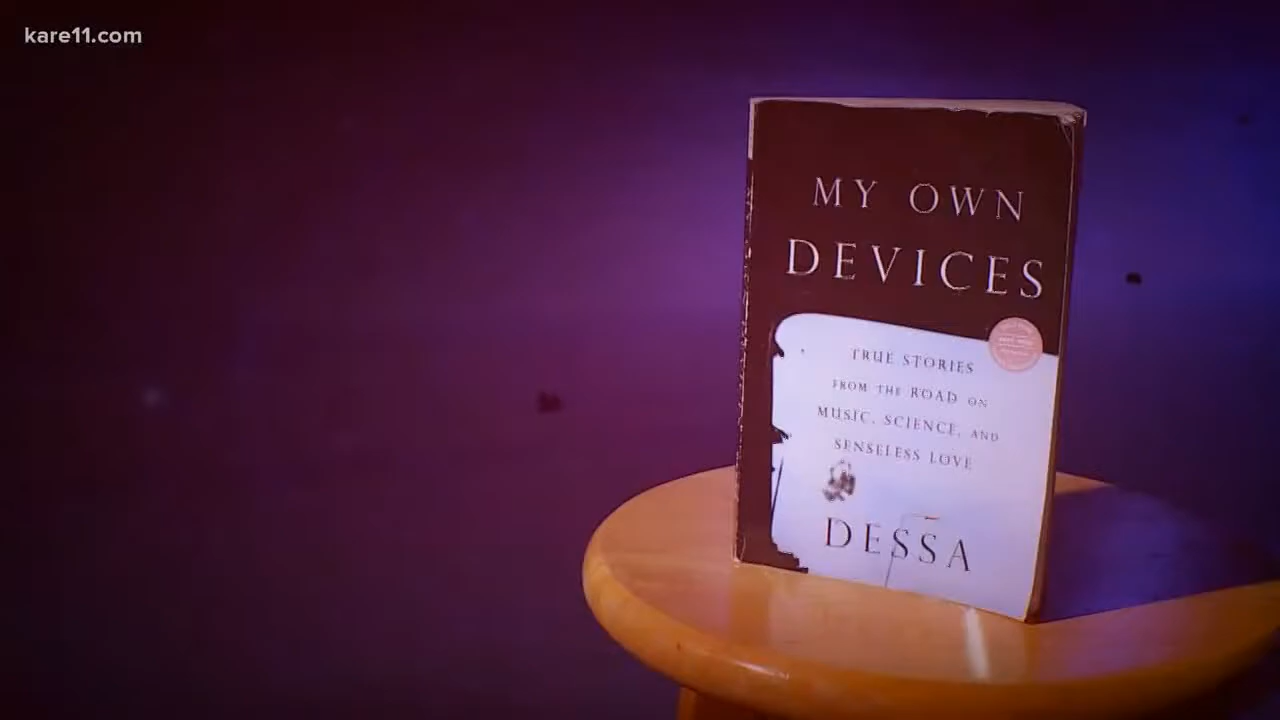 kare11.com
MY OWN
DEVICES
TRUE STORIES
FROM THE ROAD ON
MUSIC, SCIENCE, AND
SENSELESS LOVE
DESSA